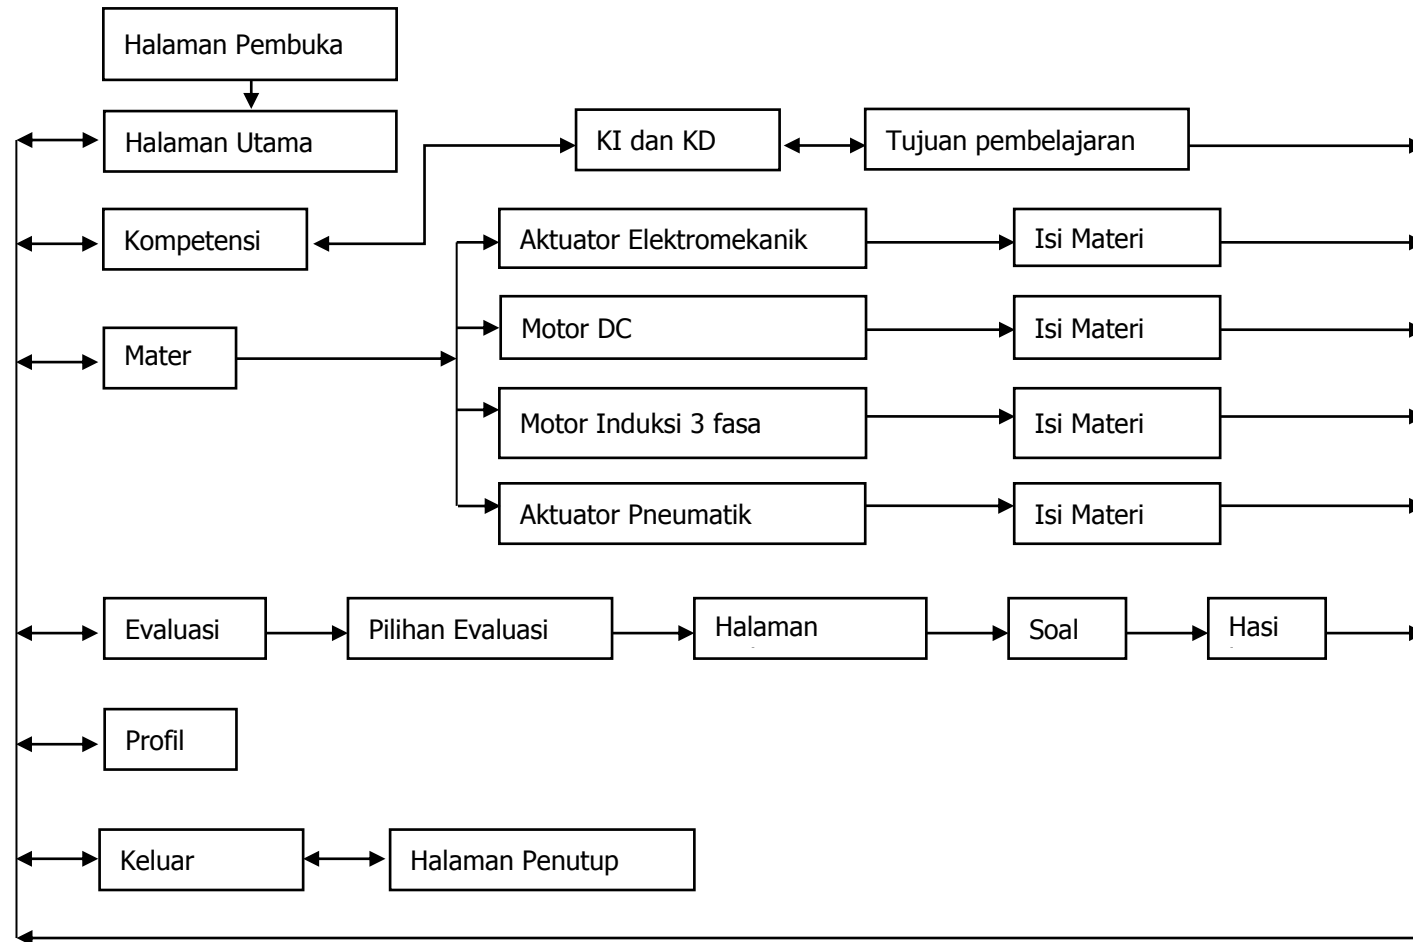 Halaman Pembuka
Halaman Utama
KI dan KD
Tujuan pembelajaran
Kompetensi
Aktuator Elektromekanik
Isi Materi
Motor DC
Isi Materi
Mater
Motor Induksi 3 fasa
Isi Materi
Aktuator Pneumatik
Isi Materi
Evaluasi
Pilihan Evaluasi
Halaman
Soal
Hasi
Profil
Keluar
Halaman Penutup